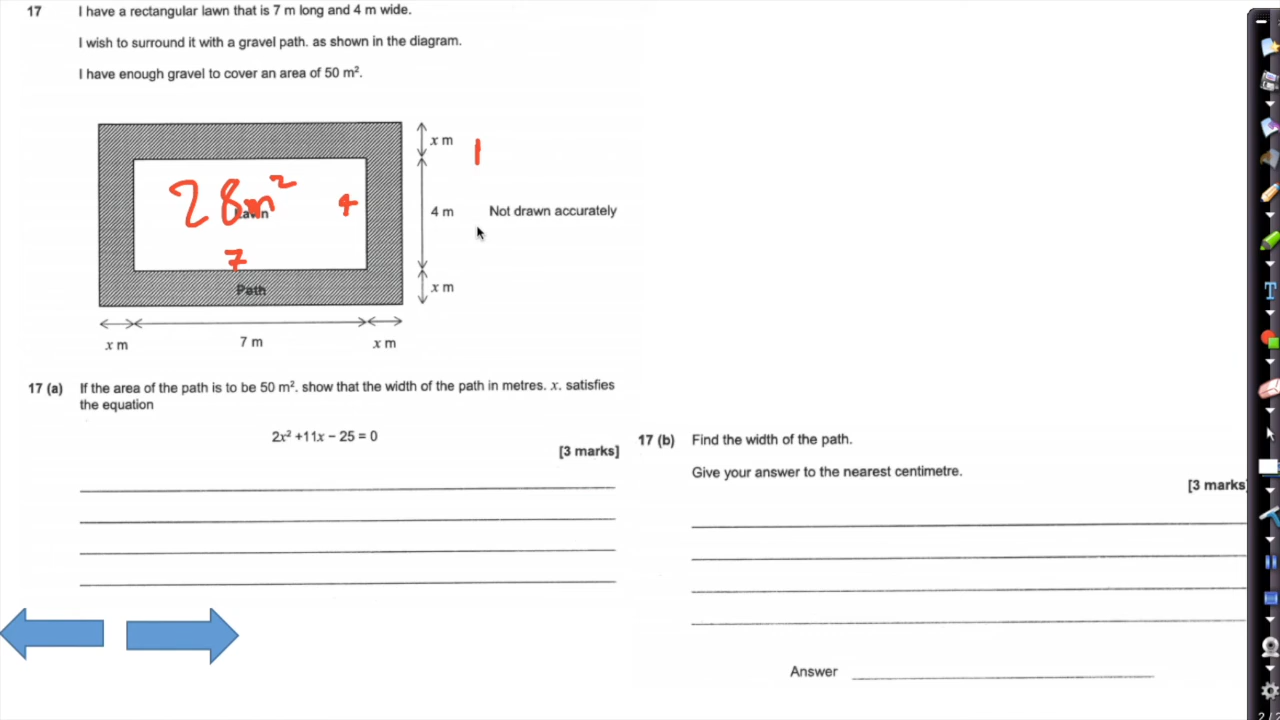 17 I have a rectangular lawn that is 7 m long and 4 m wide.
I wish to surround it with a gravel path. as shown in the diagram.
I have enough gravel to cover an area of 50 m².
x m
28m²
4
4 m
Not drawn accurately
7
Path
x m
x m
7 m
x m
17 (a) If the area of the path is to be 50 m². show that the width of the path in metres. x. satisfies
the equation
2x² +11x – 25 = 0
[3 marks]
17 (b) Find the width of the path.
Give your answer to the nearest centimetre.
[3 marks]
Answer